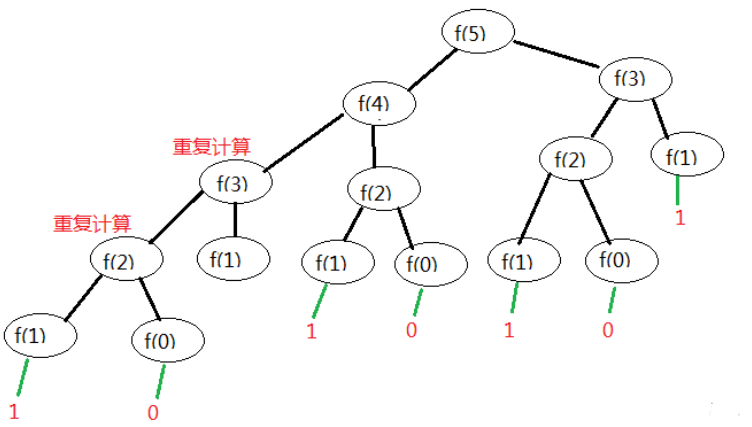 f(5)
f(4)
f(3)
重复计算
f(3)
f(2)
f(2)
f(1)
1
重复计算
f(2)
f(1)
f(1)
f(0)
f(1)
f(0)
1
0
1
0
f(1)
f(0)
1
0